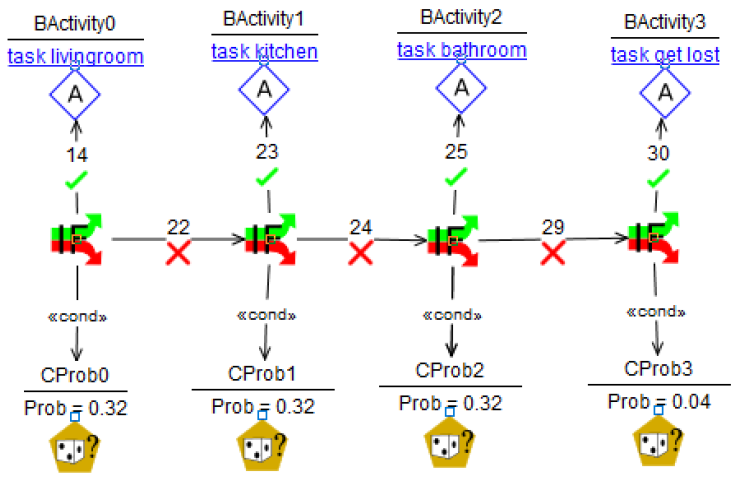 BActivity0
task livingroom
A
BActivity1
task kitchen
A
BActivity2
task bathroom
A
BActivity3
task get lost
A
14
23
25
30
22
24
29
«cond»
«cond»
«cond»
«cond»
CProb0
Prob = 0.32
?
CProb1
Prob = 0.32
?
CProb2
Prob = 0.32
?
CProb3
Prob = 0.04
?